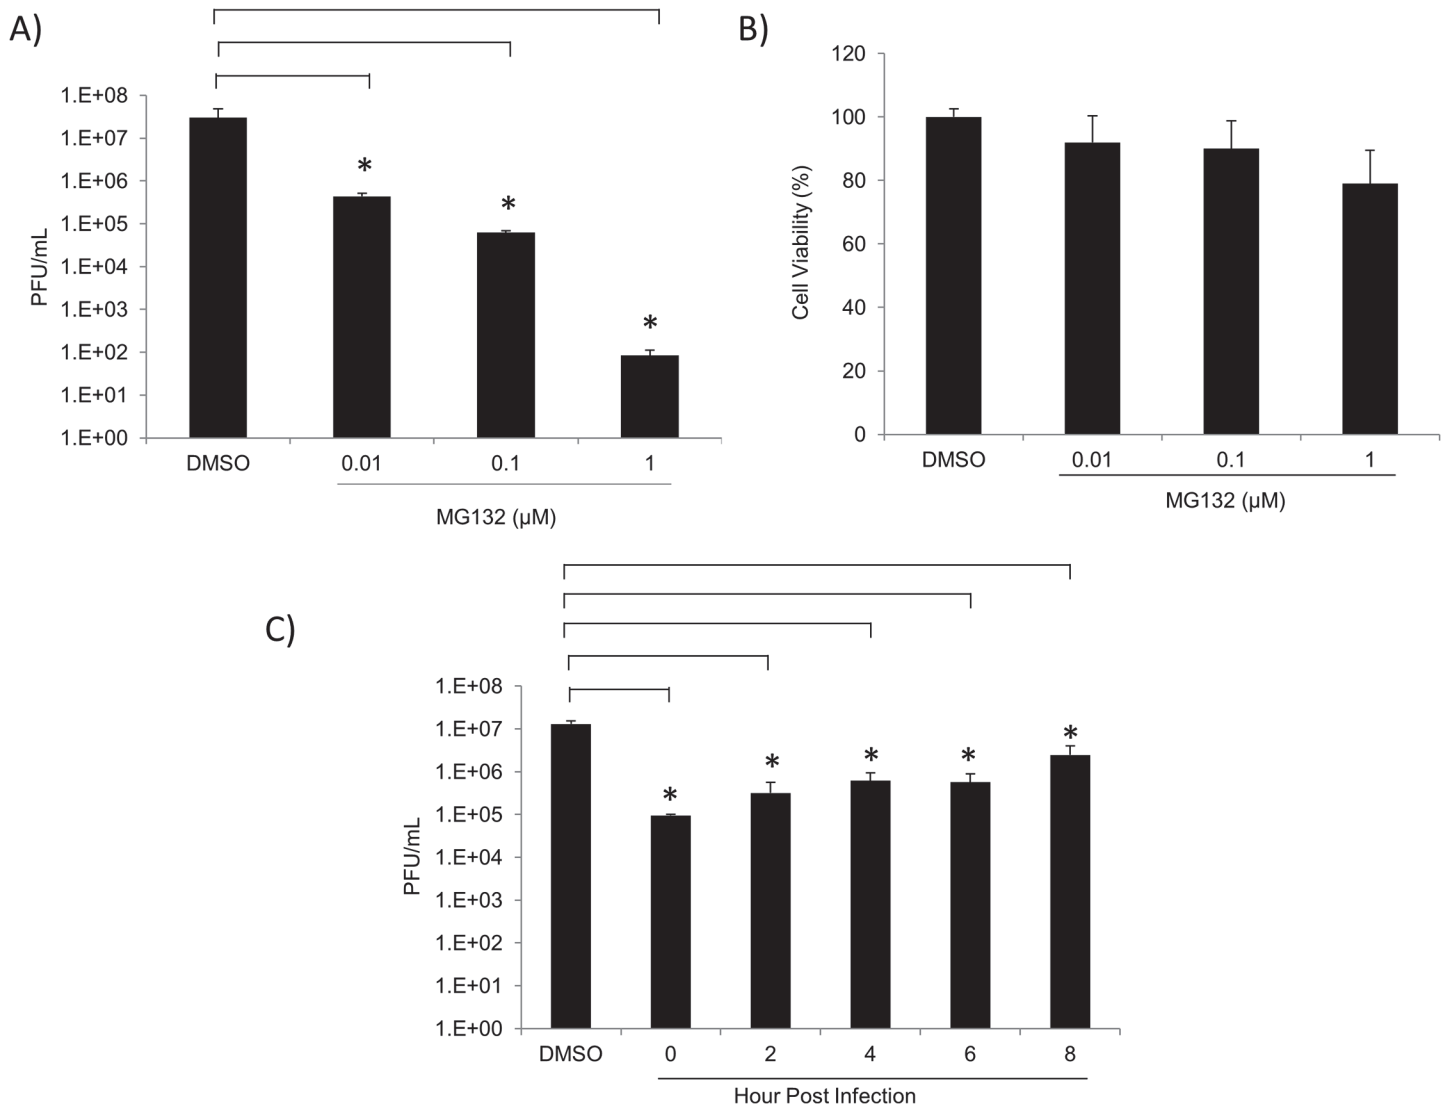 A)
1.E+08
1.E+07
1.E+06
1.E+05
1.E+04
1.E+03
1.E+02
1.E+01
1.E+00
PFU/mL
*
*
*
DMSO 0.01 0.1 1
MG132 (µM)
B)
120
100
80
60
40
20
0
Cell Viability (%)
DMSO 0.01 0.1 1
MG132 (µM)
C)
1.E+08
1.E+07
1.E+06
1.E+05
1.E+04
1.E+03
1.E+02
1.E+01
1.E+00
PFU/mL
* * * * *
DMSO 0 2 4 6 8
Hour Post Infection